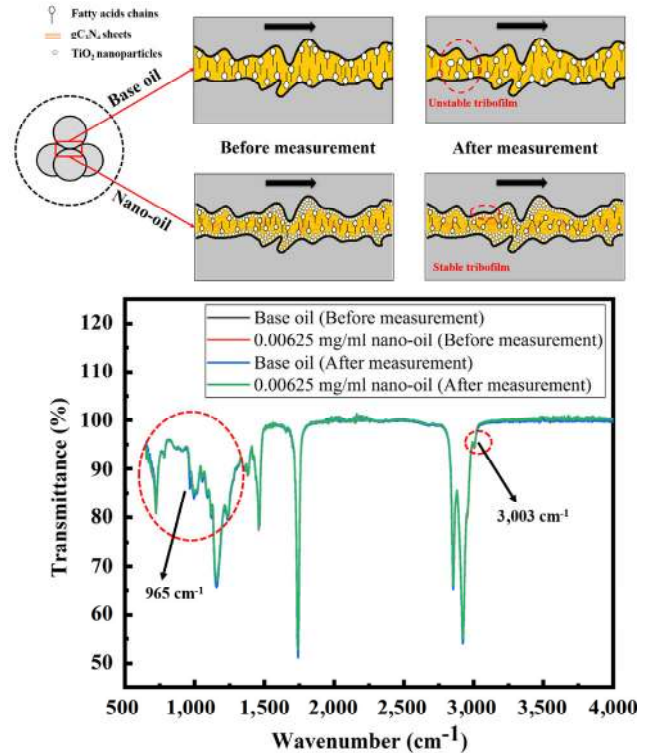 Fatty acids chains
gCₓN₄ sheets
TiO₂ nanoparticles
Base oil
Nano-oil
Unstable tribofilm
Before measurement
After measurement
Stable tribofilm
Base oil (Before measurement)
0.00625 mg/ml nano-oil (Before measurement)
Base oil (After measurement)
0.00625 mg/ml nano-oil (After measurement)
120
110
100
90
80
70
60
50
Transmittance (%)
965 cm⁻¹
3,003 cm⁻¹
500
1,000
1,500
2,000
2,500
3,000
3,500
4,000
Wavenumber (cm⁻¹)